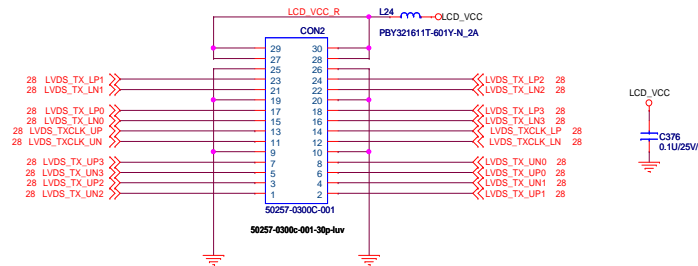 LCD_VCC_R L24 LCD_VCC
PBY321611T-601Y-N_2A
CON2
29 30
27 28
25 26
28 LVDS_TX_LP1 23 24 LVDS_TX_LP2 28
28 LVDS_TX_LN1 21 22 LVDS_TX_LN2 28
19 20
28 LVDS_TX_LP0 17 18 LVDS_TX_LP3 28
28 LVDS_TX_LN0 15 16 LVDS_TX_LN3 28
28 LVDS_TXCLK_UP 13 14 LVDS_TXCLK_LP 28
28 LVDS_TXCLK_UN 11 12 LVDS_TXCLK_LN 28
9 10
28 LVDS_TX_UP3 7 8 LVDS_TX_UN0 28
28 LVDS_TX_UN3 5 6 LVDS_TX_UP0 28
28 LVDS_TX_UP2 3 4 LVDS_TX_UN1 28
28 LVDS_TX_UN2 1 2 LVDS_TX_UP1 28
50257-0300C-001
50257-0300c-001-30p-luv
LCD_VCC
C376
0.1U/25V/